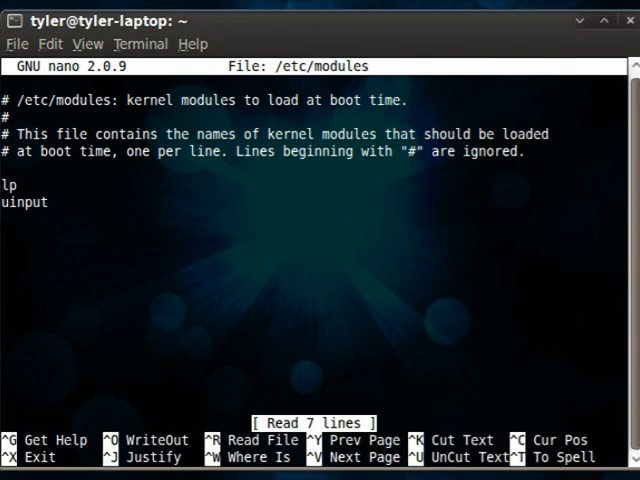 tyler@tyler-laptop: ~
File Edit View Terminal Help
GNU nano 2.0.9 File: /etc/modules
# /etc/modules: kernel modules to load at boot time.
#
# This file contains the names of kernel modules that should be loaded
# at boot time, one per line. Lines beginning with "#" are ignored.
lp
uinput
[ Read 7 lines ]
^G Get Help ^O WriteOut ^R Read File ^Y Prev Page ^K Cut Text ^C Cur Pos
^X Exit ^J Justify ^W Where Is ^V Next Page ^U UnCut Text ^T To Spell